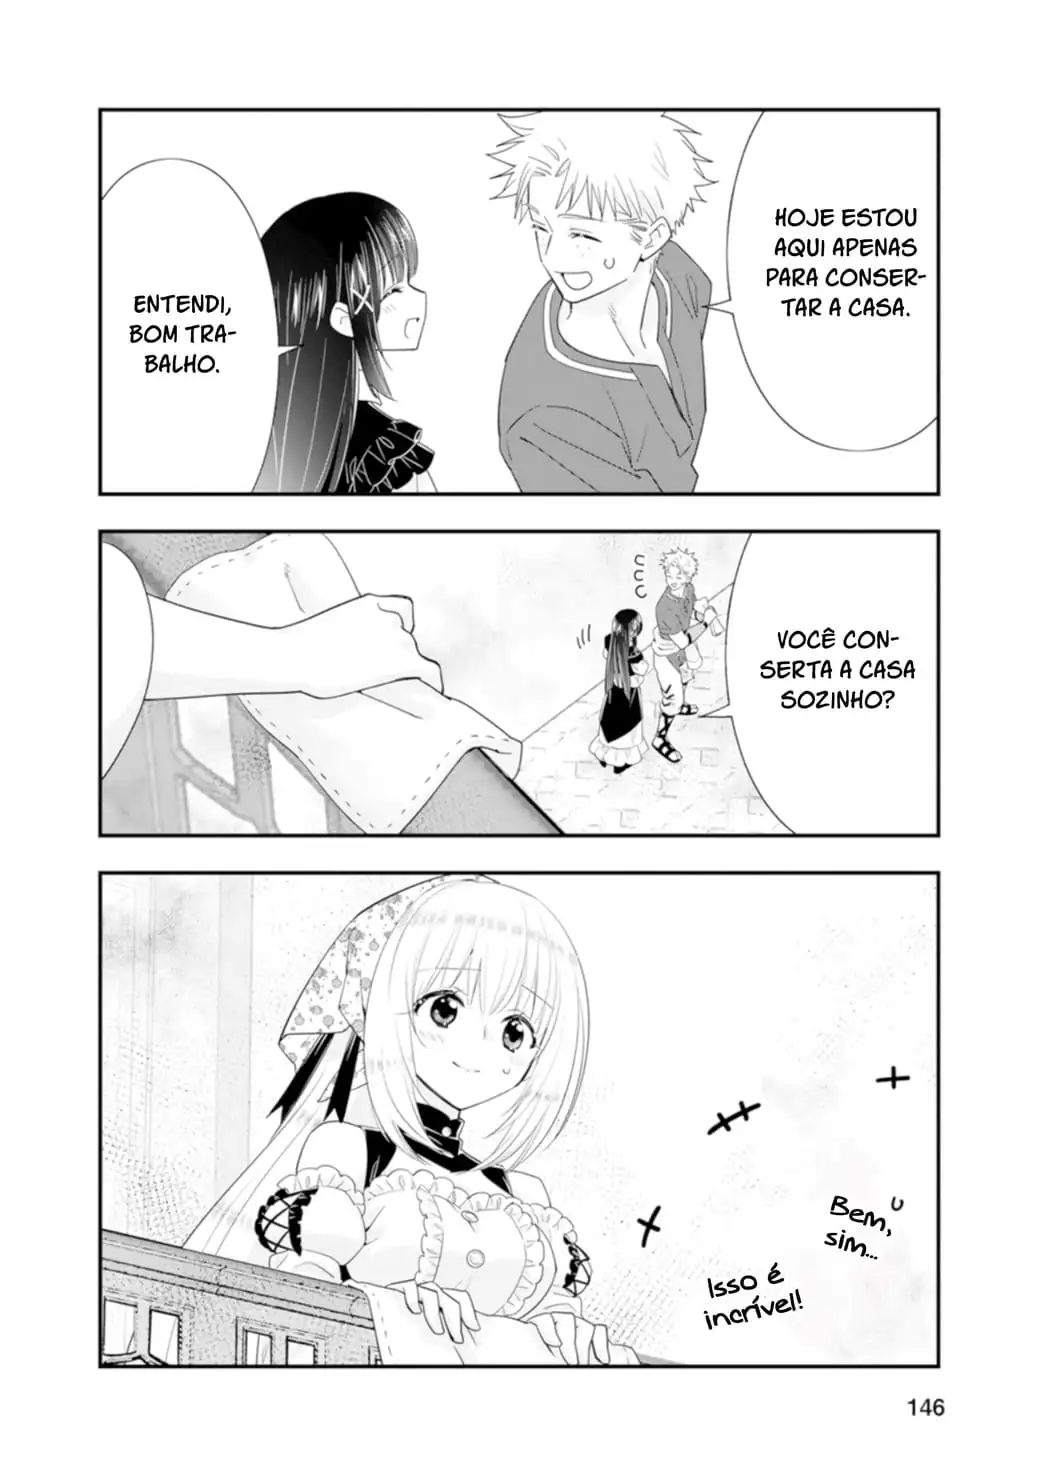 HOJE ESTOU
AQUI APENAS
PARA CONSER-
TAR A CASA.
ENTENDI,
BOM TRA-
BALHO.
VOCÊ CON-
SERTA A CASA
SOZINHO?
Bem,
sim...
Isso é
incrível!
146